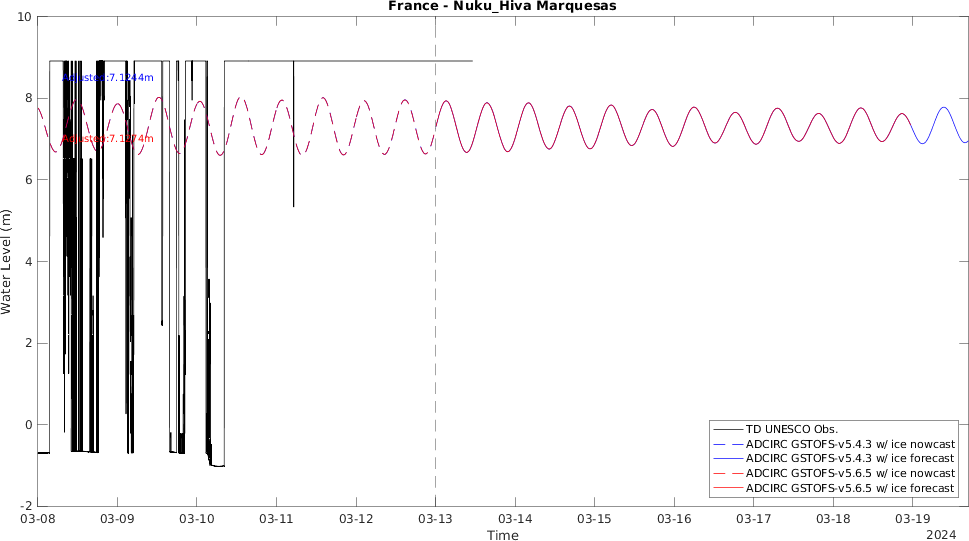 France - Nuku_Hiva Marquesas
10
8
6
4
2
0
-2
Water Level (m)
Adjusted:7.1244m
03-08
03-09
03-10
03-11
03-12
03-13
03-14
03-15
03-16
03-17
03-18
03-19
Time
2024
TD UNESCO Obs.
ADCIRC GSTOFS-v5.4.3 w/ ice nowcast
ADCIRC GSTOFS-v5.4.3 w/ ice forecast
ADCIRC GSTOFS-v5.6.5 w/ ice nowcast
ADCIRC GSTOFS-v5.6.5 w/ ice forecast